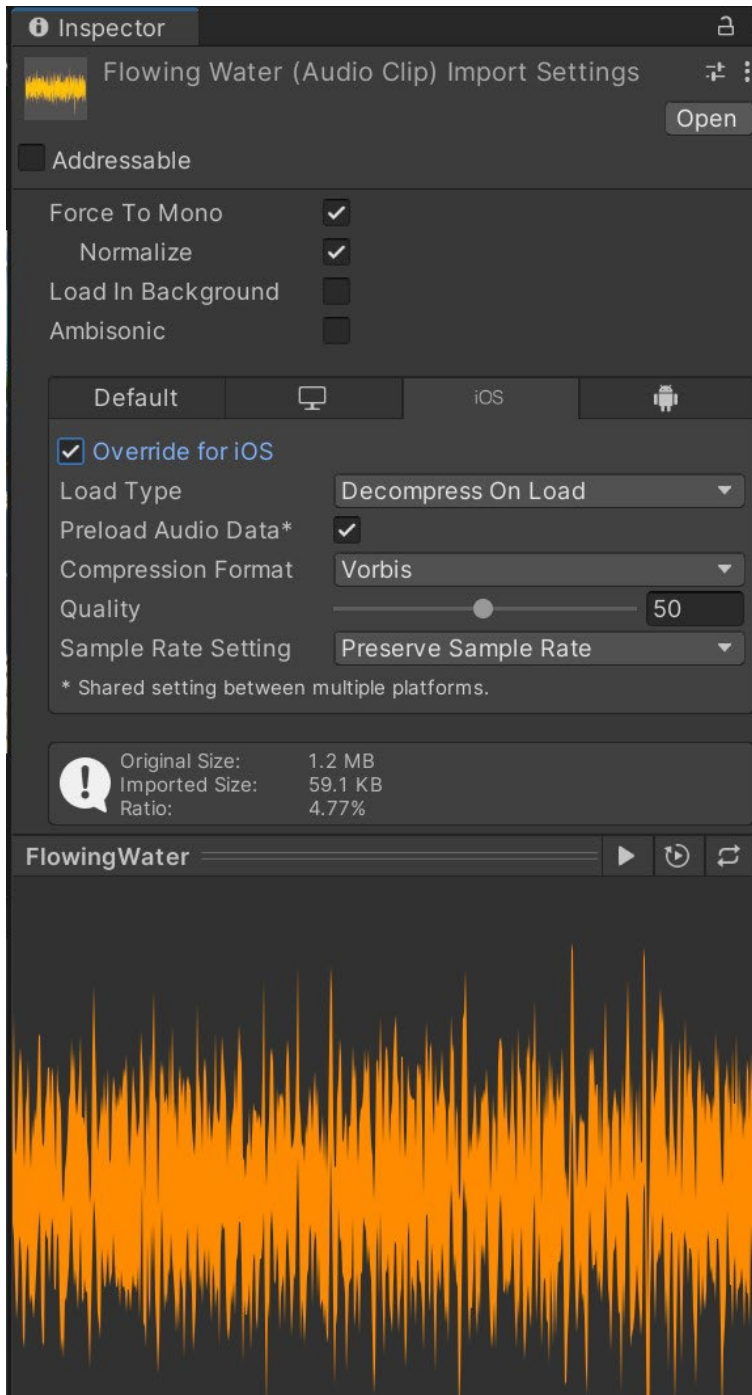 Inspector
Flowing Water (Audio Clip) Import Settings
Open
Addressable
Force To Mono
Normalize
Load In Background
Ambisonic
Default iOS
Override for iOS
Load Type Decompress On Load
Preload Audio Data*
Compression Format Vorbis
Quality 50
Sample Rate Setting Preserve Sample Rate
* Shared setting between multiple platforms.
Original Size: 1.2 MB
Imported Size: 59.1 KB
Ratio: 4.77%
FlowingWater